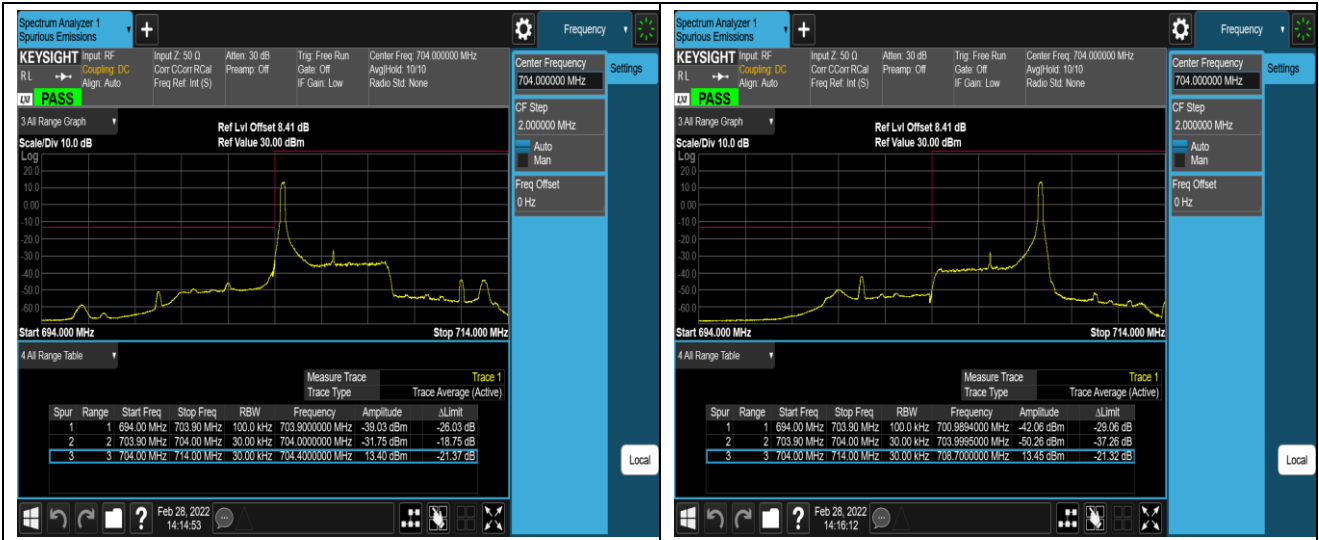 Spectrum Analyzer 1
Spurious Emissions
+
Frequency
KEYSIGHT Input: RF Input Z: 50 Ω Atten: 30 dB Trig: Free Run Center Freq: 704.000000 MHz
Coupling: DC Corr CCorr RCal Preamp: Off Gate: Off Avg|Hold: 10/10
RL Align: Auto Freq Ref: Int (S) IF Gain: Low Radio Std: None
LXI PASS
Center Frequency
704.000000 MHz
Settings
CF Step
2.000000 MHz
Auto
Man
Freq Offset
0 Hz
3 All Range Graph
Ref Lvl Offset 8.41 dB
Scale/Div 10.0 dB Ref Value 30.00 dBm
Log
20.0
10.0
0.00
-10.0
-20.0
-30.0
-40.0
-50.0
-60.0
Start 694.000 MHz Stop 714.000 MHz
4 All Range Table
Measure Trace Trace 1
Trace Type Trace Average (Active)
Spur Range Start Freq Stop Freq RBW Frequency Amplitude ΔLimit
1 1 694.00 MHz 703.90 MHz 100.0 kHz 703.9000000 MHz -39.03 dBm -26.03 dB
2 2 703.90 MHz 704.00 MHz 30.00 kHz 704.0000000 MHz -31.75 dBm -18.75 dB
3 3 704.00 MHz 714.00 MHz 30.00 kHz 704.4000000 MHz 13.40 dBm -21.37 dB
Local
? Feb 28, 2022
14:14:53
Spectrum Analyzer 1
Spurious Emissions
+
Frequency
KEYSIGHT Input: RF Input Z: 50 Ω Atten: 30 dB Trig: Free Run Center Freq: 704.000000 MHz
Coupling: DC Corr CCorr RCal Preamp: Off Gate: Off Avg|Hold: 10/10
RL Align: Auto Freq Ref: Int (S) IF Gain: Low Radio Std: None
LXI PASS
Center Frequency
704.000000 MHz
Settings
CF Step
2.000000 MHz
Auto
Man
Freq Offset
0 Hz
3 All Range Graph
Ref Lvl Offset 8.41 dB
Scale/Div 10.0 dB Ref Value 30.00 dBm
Log
20.0
10.0
0.00
-10.0
-20.0
-30.0
-40.0
-50.0
-60.0
Start 694.000 MHz Stop 714.000 MHz
4 All Range Table
Measure Trace Trace 1
Trace Type Trace Average (Active)
Spur Range Start Freq Stop Freq RBW Frequency Amplitude ΔLimit
1 1 694.00 MHz 703.90 MHz 100.0 kHz 700.9894000 MHz -42.06 dBm -29.06 dB
2 2 703.90 MHz 704.00 MHz 30.00 kHz 703.9995000 MHz -50.26 dBm -37.26 dB
3 3 704.00 MHz 714.00 MHz 30.00 kHz 708.7000000 MHz 13.45 dBm -21.32 dB
Local
? Feb 28, 2022
14:16:12